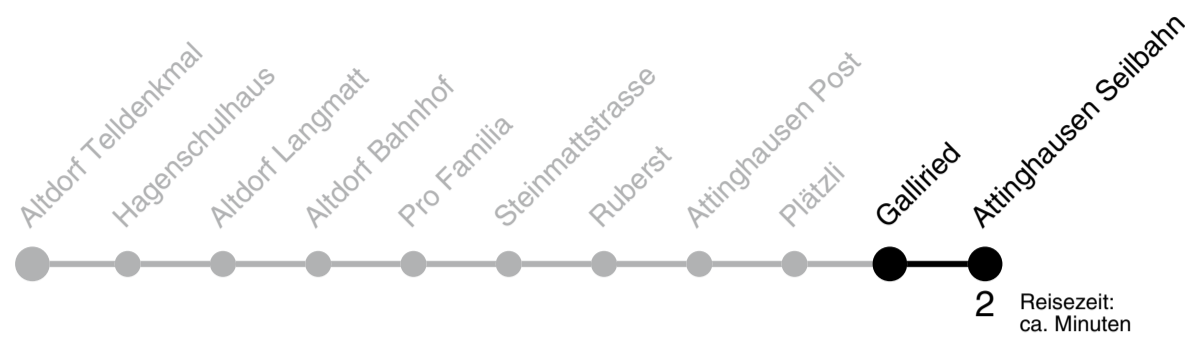 Altdorf Telldenkmal
Hagenschulhaus
Altdorf Langmatt
Altdorf Bahnhof
Pro Familia
Steinmattstrasse
Ruberst
Attinghausen Post
Plätzli
Galliried
Attinghausen Seilbahn
2
Reisezeit:
ca. Minuten